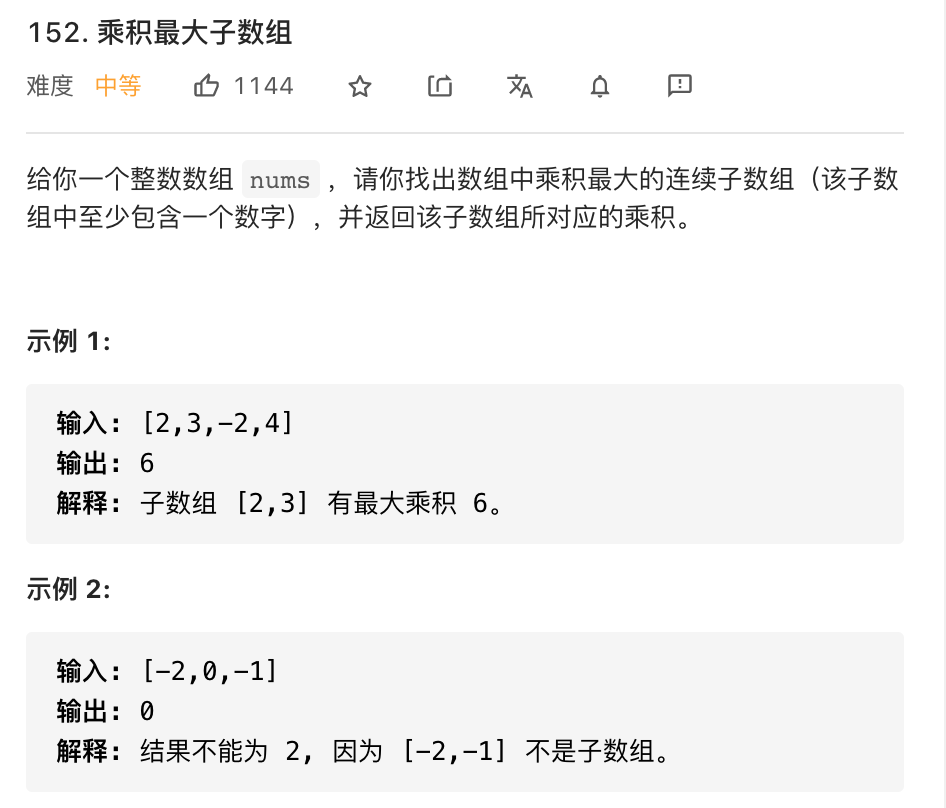 152. 乘积最大子数组
难度 中等 1144
给你一个整数数组 nums ，请你找出数组中乘积最大的连续子数组（该子数
组中至少包含一个数字），并返回该子数组所对应的乘积。
示例 1:
输入: [2,3,-2,4]
输出: 6
解释: 子数组 [2,3] 有最大乘积 6。
示例 2:
输入: [-2,0,-1]
输出: 0
解释: 结果不能为 2, 因为 [-2,-1] 不是子数组。